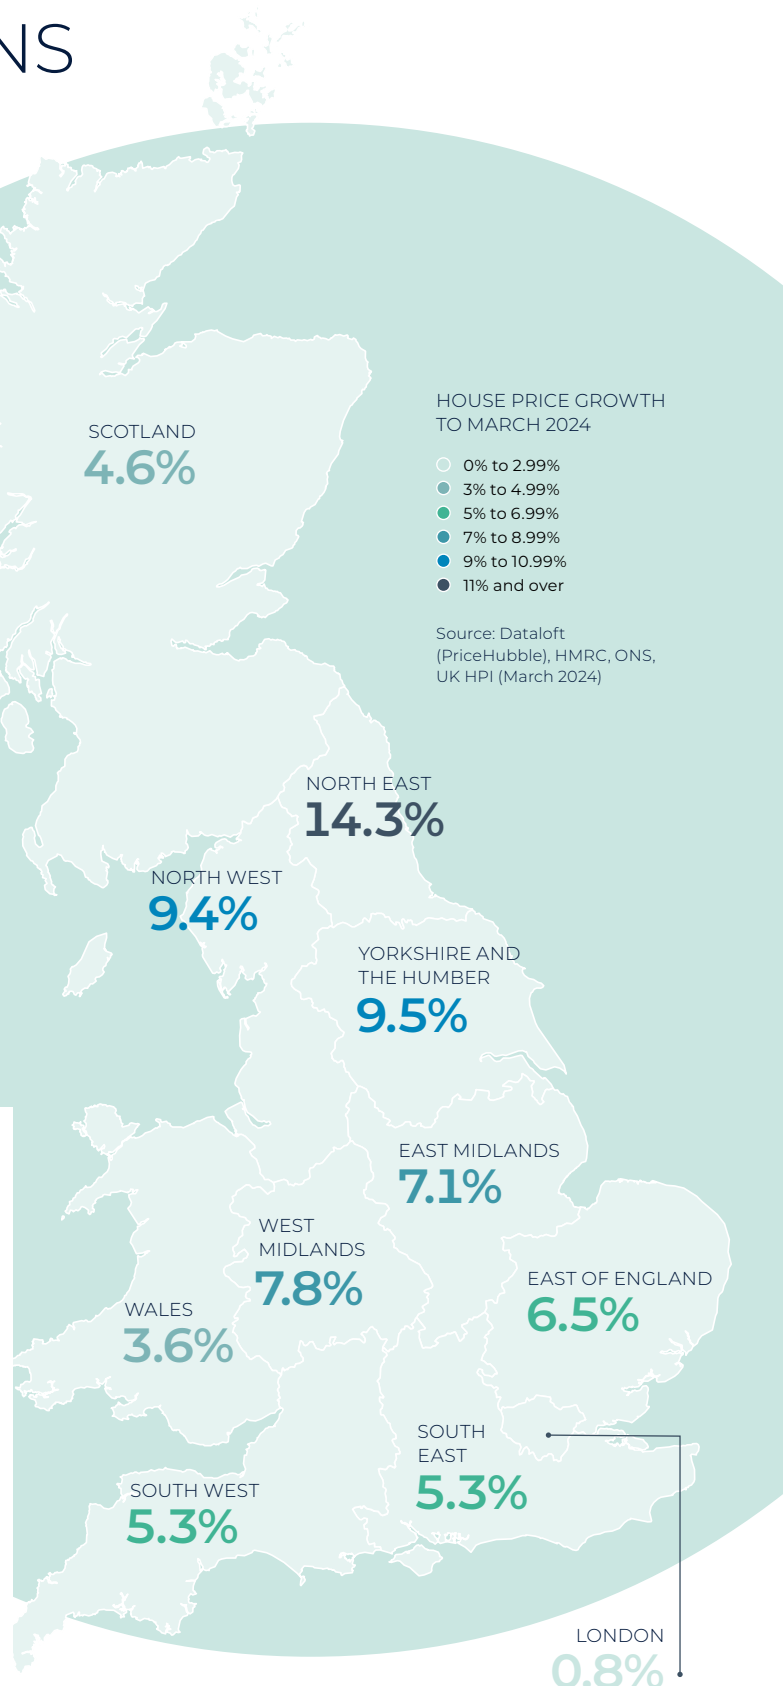 NS
SCOTLAND
4.6%
HOUSE PRICE GROWTH
TO MARCH 2024
0% to 2.99%
3% to 4.99%
5% to 6.99%
7% to 8.99%
9% to 10.99%
11% and over
Source: Dataloft
(PriceHubble), HMRC, ONS,
UK HPI (March 2024)
NORTH EAST
14.3%
NORTH WEST
9.4%
YORKSHIRE AND
THE HUMBER
9.5%
EAST MIDLANDS
7.1%
WEST
MIDLANDS
7.8%
EAST OF ENGLAND
6.5%
WALES
3.6%
SOUTH
EAST
5.3%
SOUTH WEST
5.3%
LONDON
0.8%